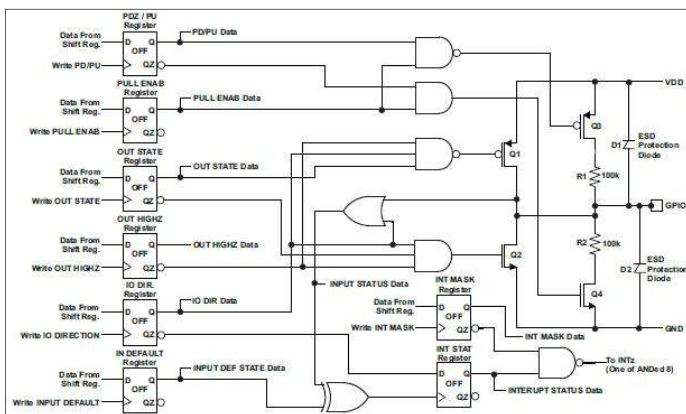 PDZ / PU
Register
Data From
Shift Reg.
D
Q
OFF
Write PD/PU
QZ
PD/PU Data
PULL ENAB
Register
Data From
Shift Reg.
D
Q
OFF
Write PULL ENAB
QZ
PULL ENAB Data
OUT STATE
Register
Data From
Shift Reg.
D
Q
OFF
Write OUT STATE
QZ
OUT STATE Data
OUT HIGHZ
Register
Data From
Shift Reg.
D
Q
OFF
Write OUT HIGHZ
QZ
OUT HIGHZ Data
IO DIR.
Register
Data From
Shift Reg.
D
Q
OFF
Write IO DIRECTION
QZ
IO DIR Data
IN DEFAULT
Register
Data From
Shift Reg.
D
Q
OFF
Write INPUT DEFAULT
QZ
INPUT DEF STATE Data
INPUT STATUS Data
INT MASK
Register
Data From
Shift Reg.
D
Q
OFF
Write INT MASK
QZ
INT MASK Data
INT STAT
Register
D
Q
OFF
QZ
INTERUPT STATUS Data
To INTz
(One of ANDed 8)
Q1
Q2
Q3
Q4
R1
100k
R2
100k
VDD
D1
ESD
Protection
Diode
GPIO
D2
ESD
Protection
Diode
GND